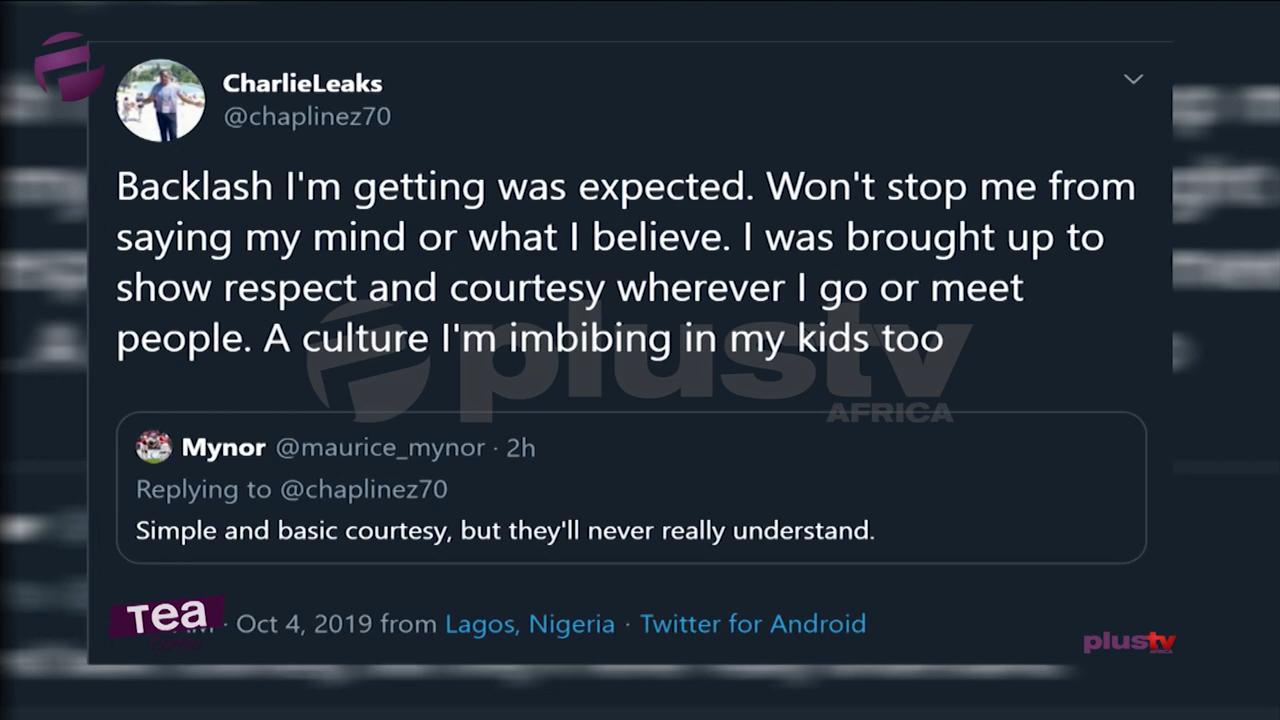 CharlieLeaks
@chaplinez70
Backlash I'm getting was expected. Won't stop me from
saying my mind or what I believe. I was brought up to
show respect and courtesy wherever I go or meet
people. A culture I'm imbibing in my kids too
plustv
AFRICA
Mynor @maurice_mynor · 2h
Replying to @chaplinez70
Simple and basic courtesy, but they'll never really understand.
Tea
· Oct 4, 2019 from Lagos, Nigeria · Twitter for Android
plustv
AFRICA